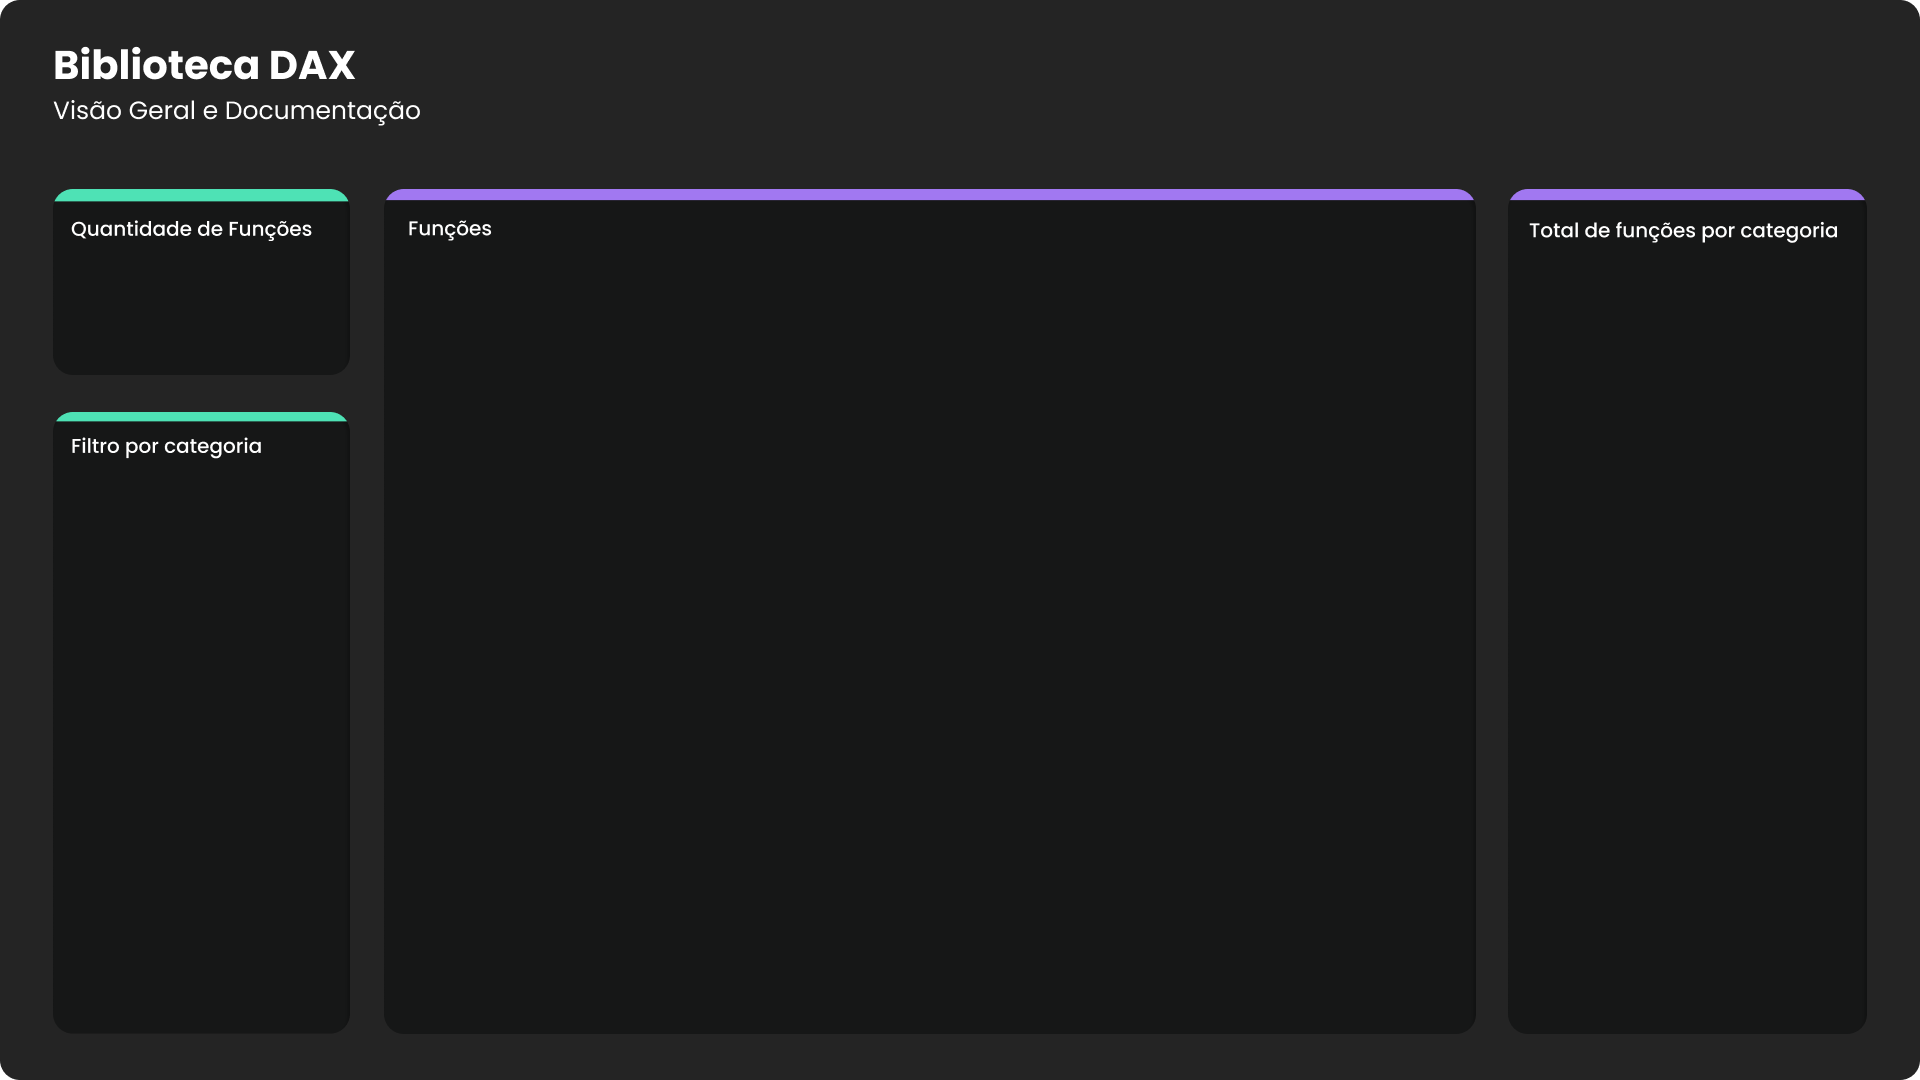 Biblioteca DAX
Visão Geral e Documentação
Quantidade de Funções
Funções
Total de funções por categoria
Filtro por categoria